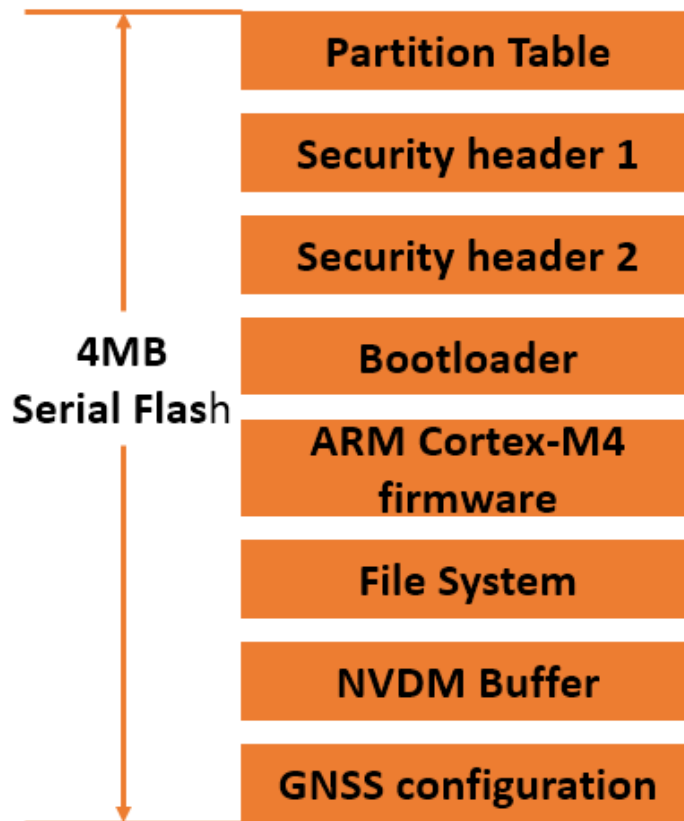 Partition Table
Security header 1
Security header 2
Bootloader
4MB
Serial Flash
ARM Cortex-M4
firmware
File System
NVDM Buffer
GNSS configuration